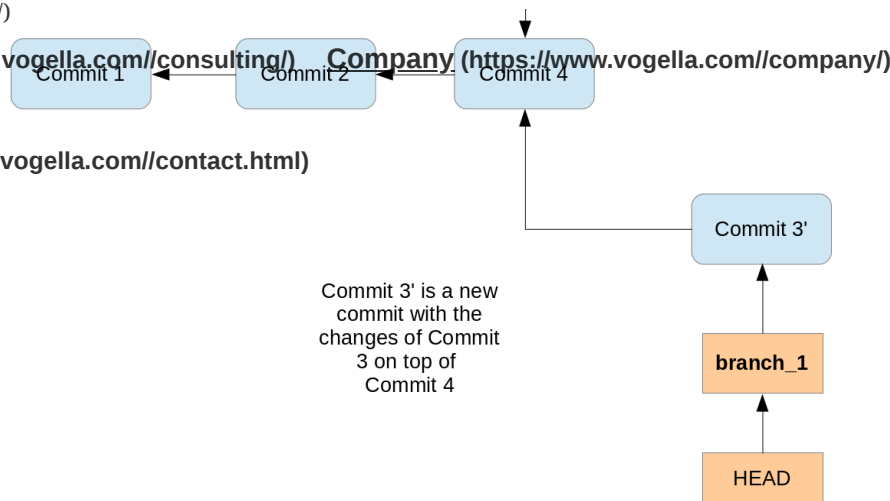 /)
vogella.com//consulting/) Company (https://www.vogella.com//company/)
Commit 1 Commit 2 Commit 4
vogella.com//contact.html)
Commit 3'
Commit 3' is a new
commit with the
changes of Commit
3 on top of
Commit 4
branch_1
HEAD